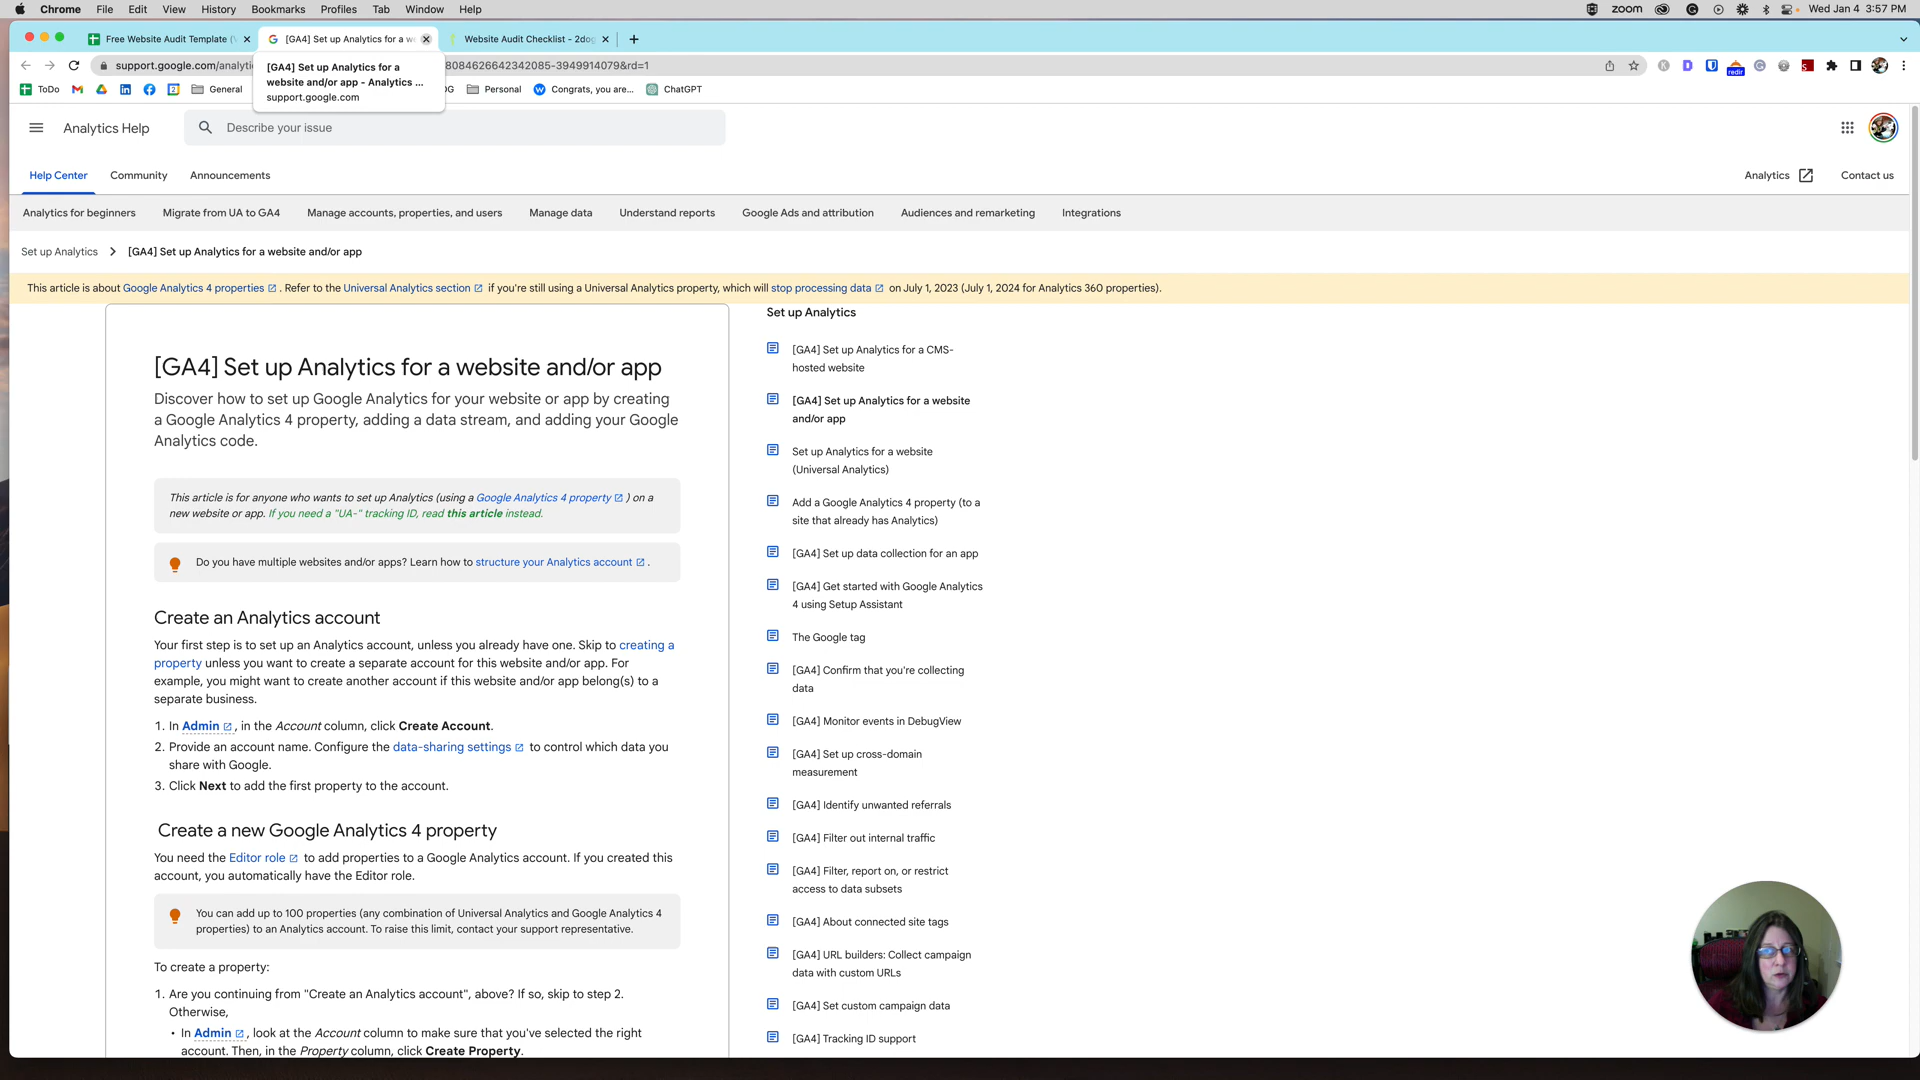 Chrome File Edit View History Bookmarks Profiles Tab Window Help
zoom Wed Jan 4 3:57 PM
Free Website Audit Template (
[GA4] Set up Analytics for a w
Website Audit Checklist - 2dog
support.google.com/analyti
8084626642342085-3949914079&rd=1
[GA4] Set up Analytics for a
website and/or app - Analytics ...
support.google.com
redir
ToDo
2
General
OG
Personal
Congrats, you are...
ChatGPT
Analytics Help
Describe your issue
Help Center
Community
Announcements
Analytics
Contact us
Analytics for beginners
Migrate from UA to GA4
Manage accounts, properties, and users
Manage data
Understand reports
Google Ads and attribution
Audiences and remarketing
Integrations
Set up Analytics
[GA4] Set up Analytics for a website and/or app
This article is about Google Analytics 4 properties . Refer to the Universal Analytics section if you're still using a Universal Analytics property, which will stop processing data on July 1, 2023 (July 1, 2024 for Analytics 360 properties).
[GA4] Set up Analytics for a website and/or app
Discover how to set up Google Analytics for your website or app by creating
a Google Analytics 4 property, adding a data stream, and adding your Google
Analytics code.
This article is for anyone who wants to set up Analytics (using a Google Analytics 4 property ) on a
new website or app. If you need a "UA-" tracking ID, read this article instead.
Do you have multiple websites and/or apps? Learn how to structure your Analytics account .
Create an Analytics account
Your first step is to set up an Analytics account, unless you already have one. Skip to creating a
property unless you want to create a separate account for this website and/or app. For
example, you might want to create another account if this website and/or app belong(s) to a
separate business.
1. In Admin , in the Account column, click Create Account.
2. Provide an account name. Configure the data-sharing settings to control which data you
share with Google.
3. Click Next to add the first property to the account.
Create a new Google Analytics 4 property
You need the Editor role to add properties to a Google Analytics account. If you created this
account, you automatically have the Editor role.
You can add up to 100 properties (any combination of Universal Analytics and Google Analytics 4
properties) to an Analytics account. To raise this limit, contact your support representative.
To create a property:
1. Are you continuing from "Create an Analytics account", above? If so, skip to step 2.
Otherwise,
• In Admin , look at the Account column to make sure that you've selected the right
account. Then, in the Property column, click Create Property.
Set up Analytics
[GA4] Set up Analytics for a CMS-
hosted website
[GA4] Set up Analytics for a website
and/or app
Set up Analytics for a website
(Universal Analytics)
Add a Google Analytics 4 property (to a
site that already has Analytics)
[GA4] Set up data collection for an app
[GA4] Get started with Google Analytics
4 using Setup Assistant
The Google tag
[GA4] Confirm that you're collecting
data
[GA4] Monitor events in DebugView
[GA4] Set up cross-domain
measurement
[GA4] Identify unwanted referrals
[GA4] Filter out internal traffic
[GA4] Filter, report on, or restrict
access to data subsets
[GA4] About connected site tags
[GA4] URL builders: Collect campaign
data with custom URLs
[GA4] Set custom campaign data
[GA4] Tracking ID support